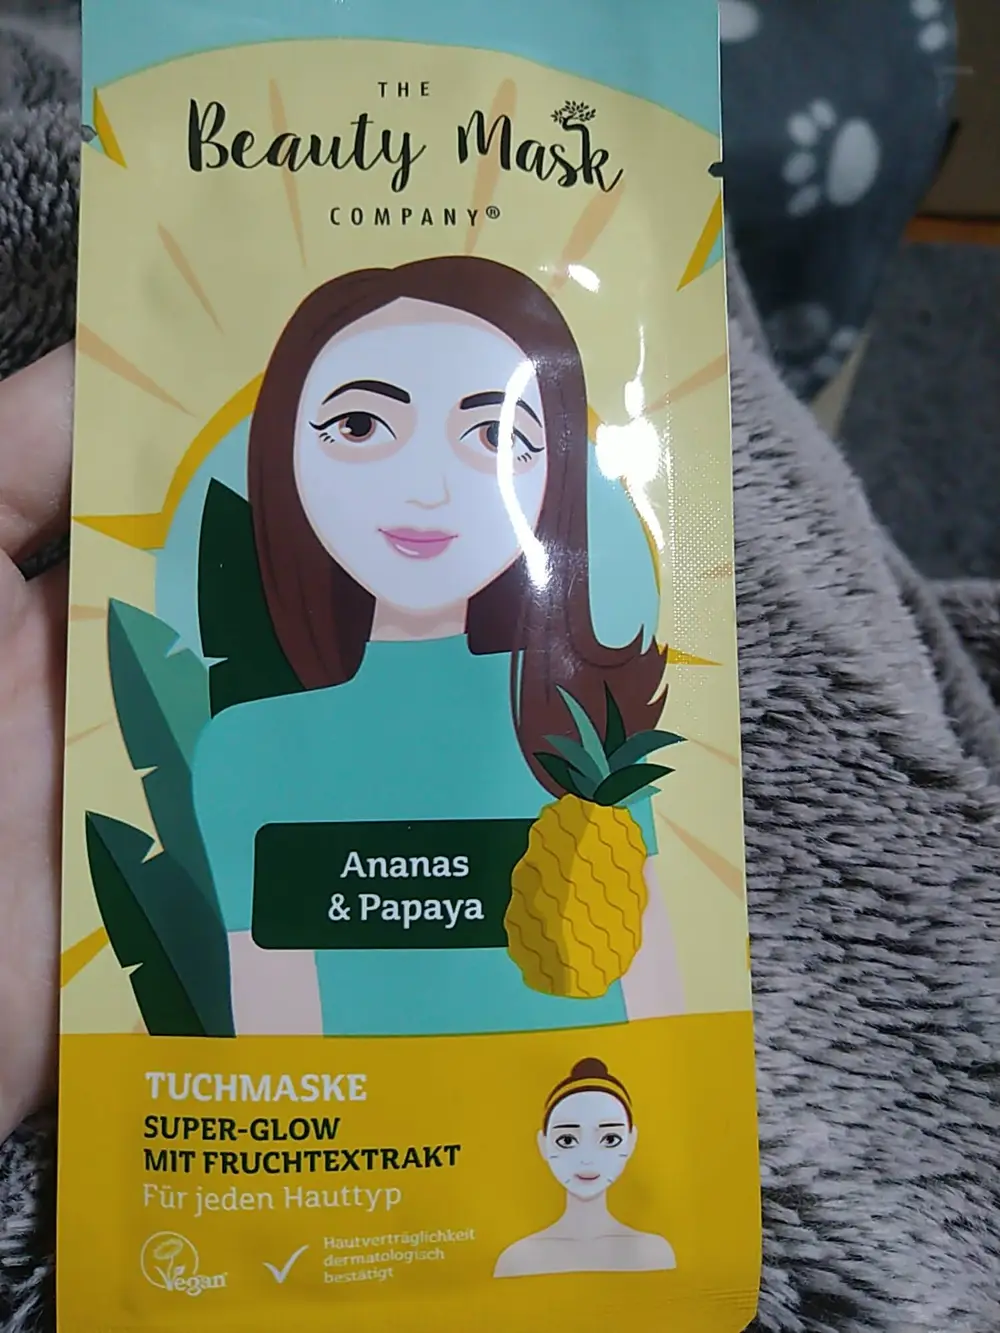 THE
Beauty Mask
COMPANY®
Ananas
& Papaya
TUCHMASKE
SUPER-GLOW
MIT FRUCHTEXTRAKT
Für jeden Hauttyp
Vegan
Hautverträglichkeit
dermatologisch
bestätigt